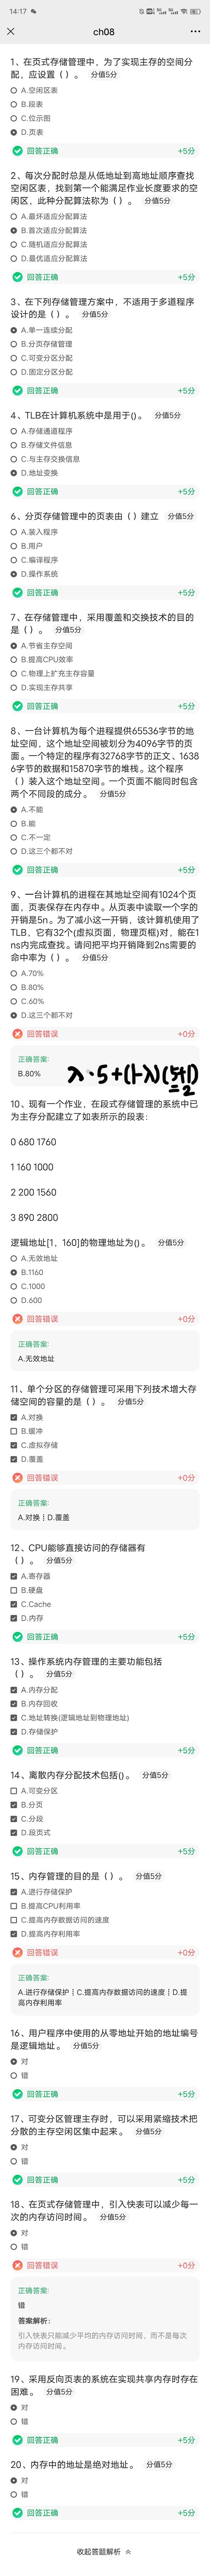 14:17
ch08
1、在页式存储管理中，为了实现主存的空间分
配，应设置（ ）。 分值5分
A.空闲区表
B.段表
C.位示图
D.页表
回答正确 +5分
2、每次分配时总是从低地址到高地址顺序查找
空闲区表，找到第一个能满足作业长度要求的空
闲区，此种分配算法称为（ ）。 分值5分
A.最坏适应分配算法
B.首次适应分配算法
C.随机适应分配算法
D.最优适应分配算法
回答正确 +5分
3、在下列存储管理方案中，不适用于多道程序
设计的是（ ）。 分值5分
A.单一连续分配
B.分页存储管理
C.可变分区分配
D.固定分区分配
回答正确 +5分
4、TLB在计算机系统中是用于()。 分值5分
A.存储通道程序
B.存储文件信息
C.与主存交换信息
D.地址变换
回答正确 +5分
6、分页存储管理中的页表由（ ）建立 分值5分
A.装入程序
B.用户
C.编译程序
D.操作系统
回答正确 +5分
7、在存储管理中，采用覆盖和交换技术的目的
是（ ）。 分值5分
A.节省主存空间
B.提高CPU效率
C.物理上扩充主存容量
D.实现主存共享
回答正确 +5分
8、一台计算机为每个进程提供65536字节的地
址空间，这个地址空间被划分为4096字节的页
面。一个特定的程序有32768字节的正文、1638
6字节的数据和15870字节的堆栈。这个程序
（ ）装入这个地址空间。一个页面不能同时包含
两个不同段的成分。 分值5分
A.不能
B.能
C.不一定
D.这三个都不对
回答正确 +5分
9、一台计算机的进程在其地址空间有1024个页
面，页表保存在内存中。从页表中读取一个字的
开销是5n。为了减小这一开销，该计算机使用了
TLB，它有32个(虚拟页面，物理页框)对，能在1
ns内完成查找。请问把平均开销降到2ns需要的
命中率为（ ）。 分值5分
A.70%
B.80%
C.60%
D.这三个都不对
回答错误 +0分
正确答案:
B.80%
10、现有一个作业，在段式存储管理的系统中已
为主存分配建立了如表所示的段表:
0 680 1760
1 160 1000
2 200 1560
3 890 2800
逻辑地址[1，160]的物理地址为()。 分值5分
A.无效地址
B.1160
C.1000
D.600
回答错误 +0分
正确答案:
A.无效地址
11、单个分区的存储管理可采用下列技术增大存
储空间的容量的是（ ）。 分值5分
A.对换
B.缓冲
C.虚拟存储
D.覆盖
回答错误 +0分
正确答案:
A.对换┆D.覆盖
12、CPU能够直接访问的存储器有
（ ）。 分值5分
A.寄存器
B.硬盘
C.Cache
D.内存
回答正确 +5分
13、操作系统内存管理的主要功能包括
（ ）。 分值5分
A.内存分配
B.内存回收
C.地址转换(逻辑地址到物理地址)
D.存储保护
回答正确 +5分
14、离散内存分配技术包括()。 分值5分
A.可变分区
B.分页
C.分段
D.段页式
回答正确 +5分
15、内存管理的目的是（ ）。 分值5分
A.进行存储保护
B.提高CPU利用率
C.提高内存数据访问的速度
D.提高内存利用率
回答错误 +0分
正确答案:
A.进行存储保护┆C.提高内存数据访问的速度┆D.提
高内存利用率
16、用户程序中使用的从零地址开始的地址编号
是逻辑地址。 分值5分
对
错
回答正确 +5分
17、可变分区管理主存时，可以采用紧缩技术把
分散的主存空闲区集中起来。 分值5分
对
错
回答正确 +5分
18、在页式存储管理中，引入快表可以减少每一
次的内存访问时间。 分值5分
对
错
回答错误 +0分
正确答案:
错
答案解析：
引入快表只能减少平均的内存访问时间，而不是每次
内存访问时间。
19、采用反向页表的系统在实现共享内存时存在
困难。 分值5分
对
错
回答正确 +5分
20、内存中的地址是绝对地址。 分值5分
对
错
回答正确 +5分
收起答题解析